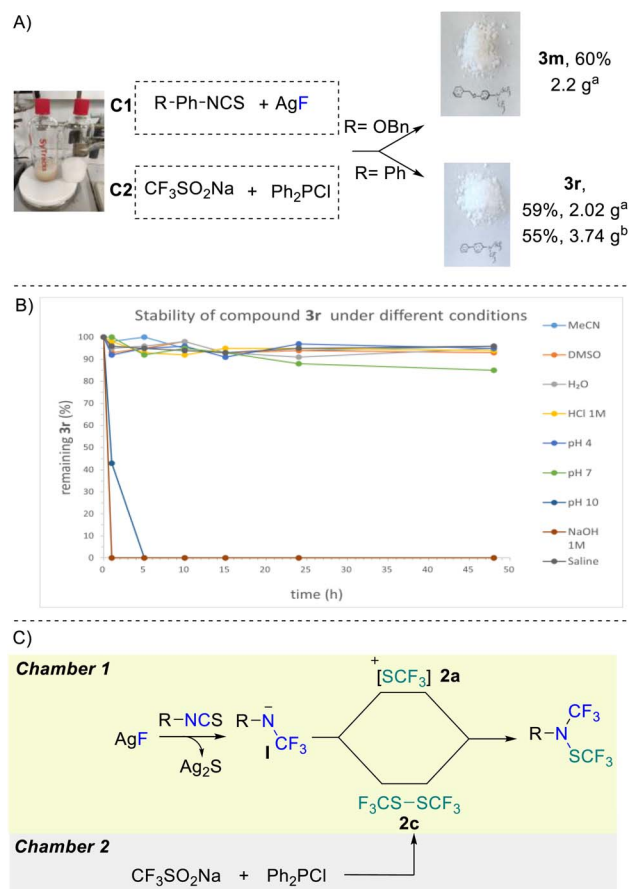 A)
C1
R-Ph-NCS + AgF
C2
CF₃SO₂Na + Ph₂PCl
R= OBn
R= Ph
3m, 60%
2.2 gᵃ
3r,
59%, 2.02 gᵃ
55%, 3.74 gᵇ
B)
Stability of compound 3r under different conditions
remaining 3r (%)
100
90
80
70
60
50
40
30
20
10
0
0 5 10 15 20 25 30 35 40 45 50
time (h)
MeCN
DMSO
H₂O
HCl 1M
pH 4
pH 7
pH 10
NaOH
1M
Saline
C)
Chamber 1
AgF
R-NCS
Ag₂S
R N⁻ CF₃
I
⁺[SCF₃] 2a
F₃CS-SCF₃
2c
R N CF₃
SCF₃
Chamber 2
CF₃SO₂Na + Ph₂PCl